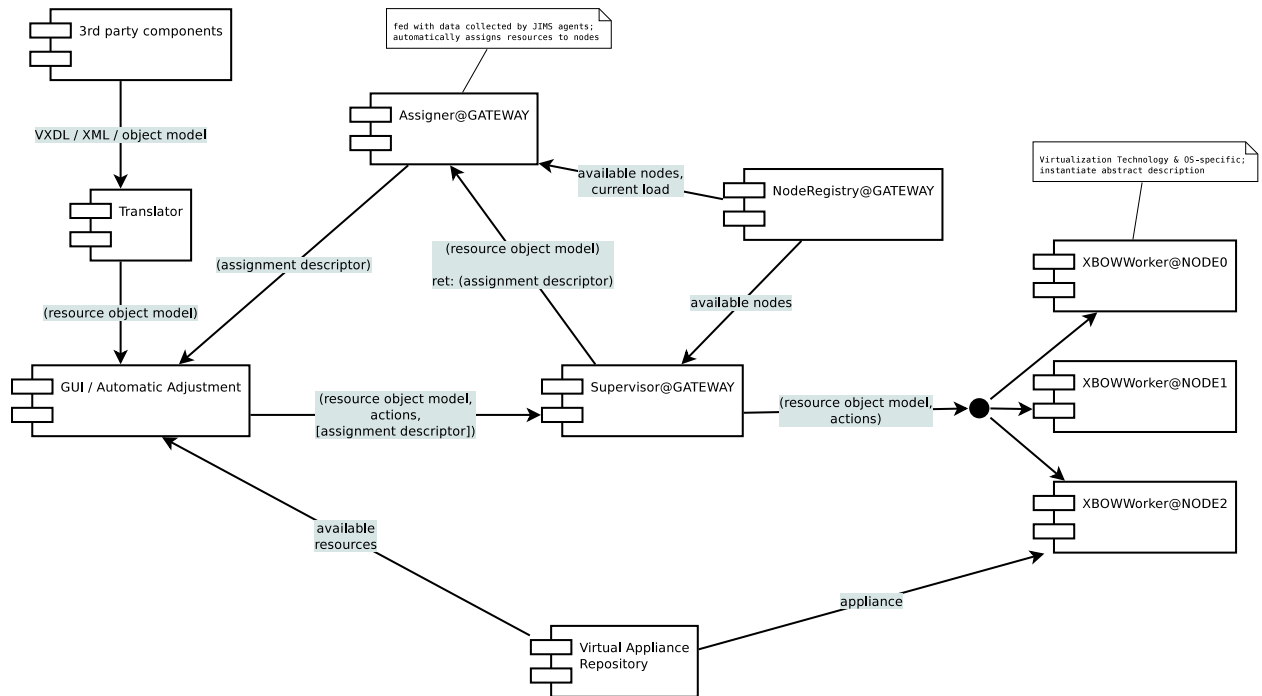 3rd party components
fed with data collected by JIMS agents;
automatically assigns resources to nodes
Assigner@GATEWAY
VXDL / XML / object model
Virtualization Technology & OS-specific;
instantiate abstract description
available nodes,
current load
NodeRegistry@GATEWAY
Translator
(resource object model)
ret: (assignment descriptor)
(assignment descriptor)
XBOWWorker@NODE0
available nodes
(resource object model)
GUI / Automatic Adjustment
Supervisor@GATEWAY
XBOWWorker@NODE1
(resource object model,
actions,
[assignment descriptor])
(resource object model,
actions)
XBOWWorker@NODE2
available
resources
appliance
Virtual Appliance
Repository